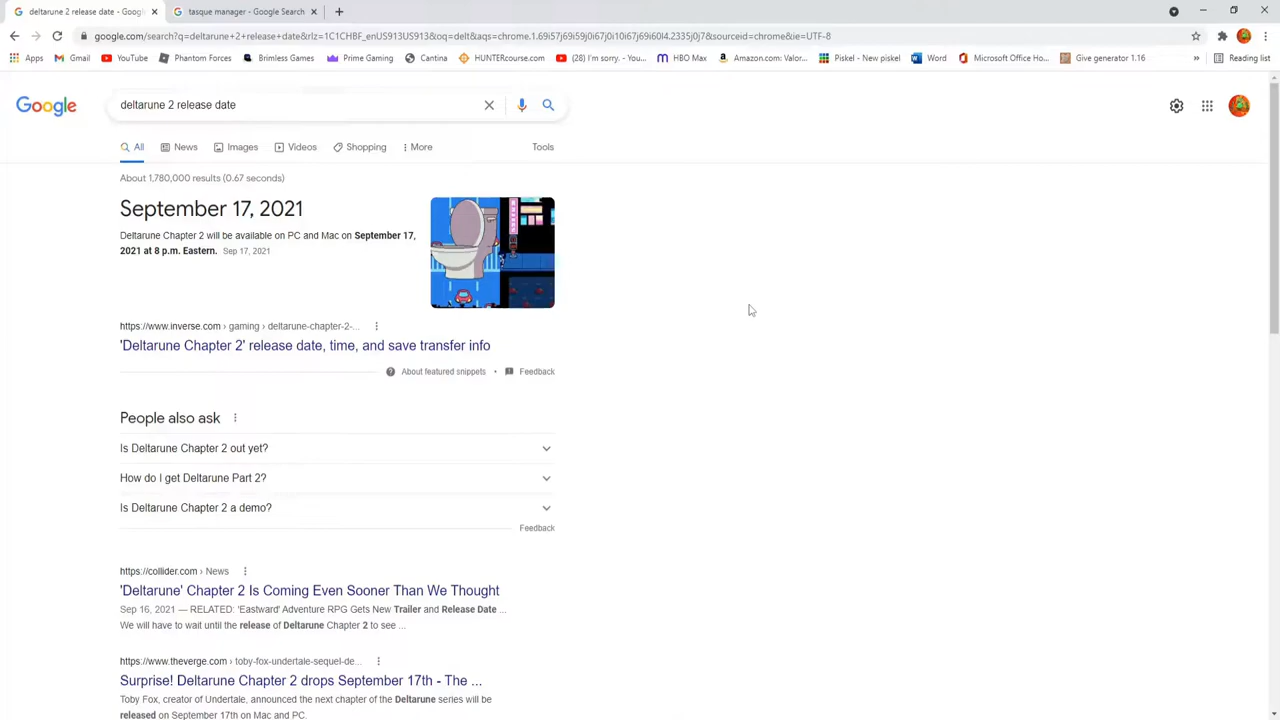 deltarune 2 release date - Google
tasque manager - Google Search
google.com/search?q=deltarune+2+release+date&rlz=1C1CHBF_enUS913US913&oq=delt&aqs=chrome.1.69i57j69i59j0i67j0i10i67j69i60l4.2335j0j7&sourceid=chrome&ie=UTF-8
Apps Gmail YouTube Phantom Forces Brimless Games Prime Gaming Cantina HUNTERcourse.com (28) I'm sorry. - You... HBO Max Amazon.com: Valor... Piskel - New piskel Word Microsoft Office Ho... Give generator 1.16 » Reading list
Google
deltarune 2 release date
All News Images Videos Shopping More Tools
About 1,780,000 results (0.67 seconds)
September 17, 2021
Deltarune Chapter 2 will be available on PC and Mac on September 17,
2021 at 8 p.m. Eastern. Sep 17, 2021
https://www.inverse.com › gaming › deltarune-chapter-2-...
'Deltarune Chapter 2' release date, time, and save transfer info
About featured snippets • Feedback
People also ask
Is Deltarune Chapter 2 out yet?
How do I get Deltarune Part 2?
Is Deltarune Chapter 2 a demo?
Feedback
https://collider.com › News
'Deltarune' Chapter 2 Is Coming Even Sooner Than We Thought
Sep 16, 2021 — RELATED: 'Eastward' Adventure RPG Gets New Trailer and Release Date ...
We will have to wait until the release of Deltarune Chapter 2 to see ...
https://www.theverge.com › toby-fox-undertale-sequel-de...
Surprise! Deltarune Chapter 2 drops September 17th - The ...
Toby Fox, creator of Undertale, announced the next chapter of the Deltarune series will be
released on September 17th on Mac and PC.